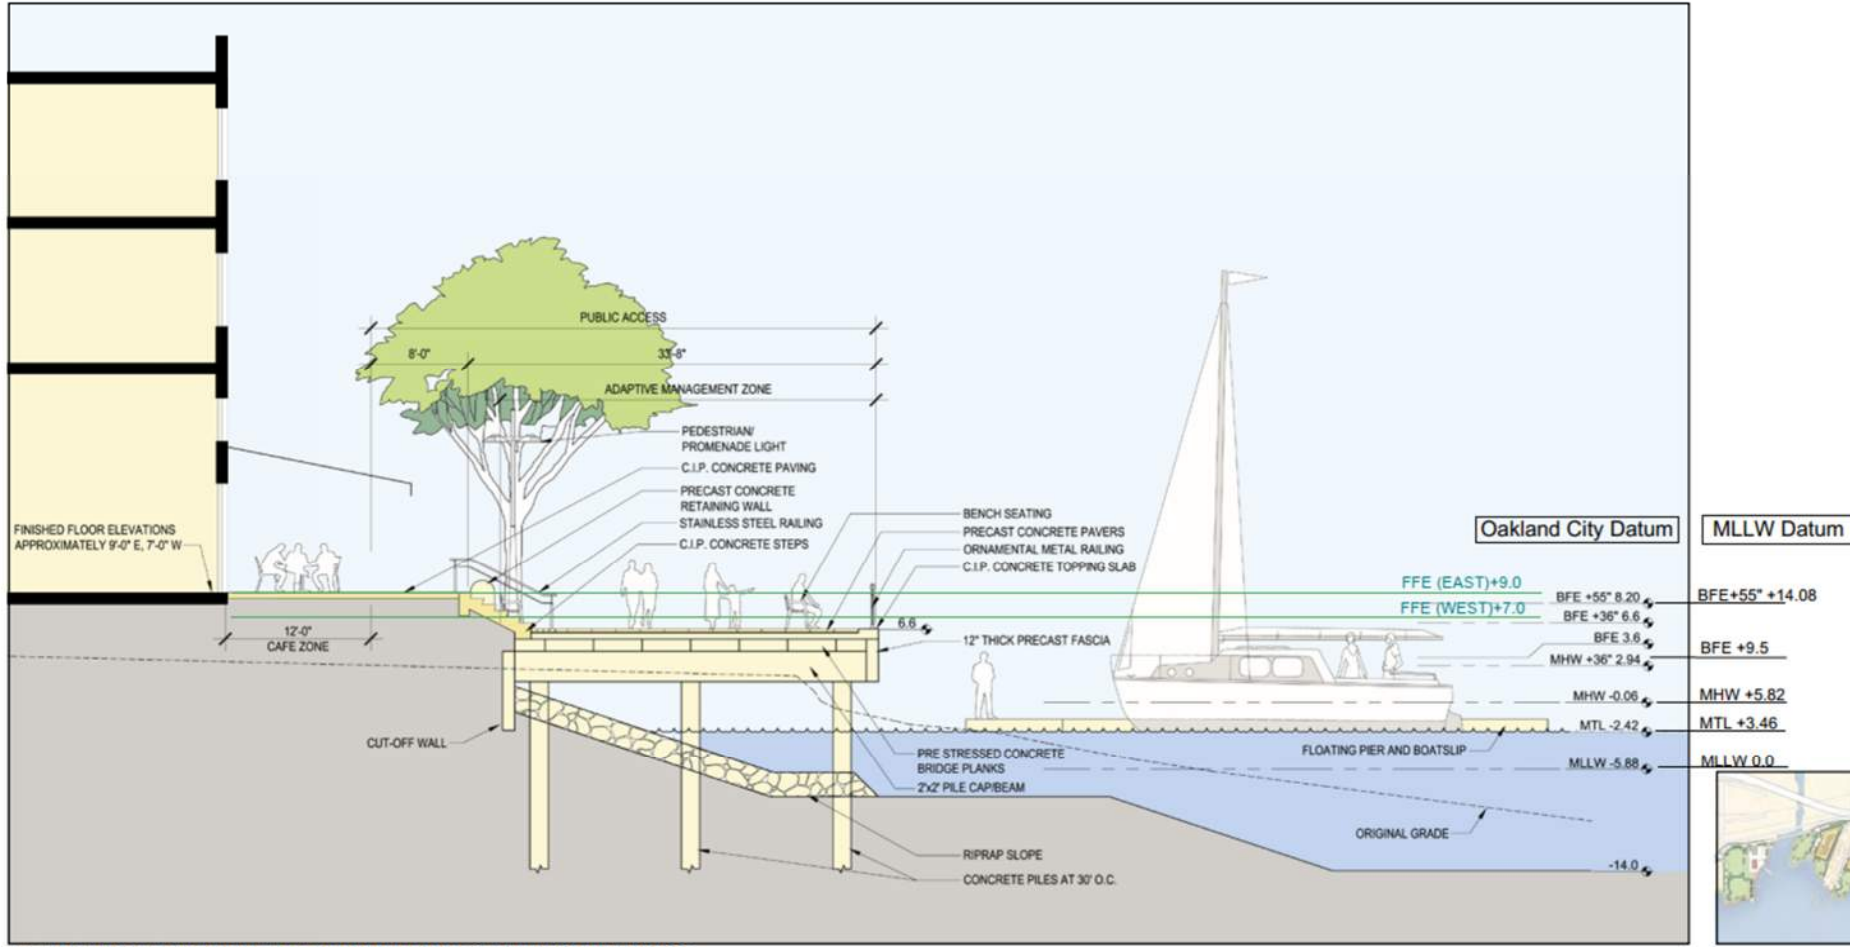 PUBLIC ACCESS
8'-0"
33'-8"
ADAPTIVE MANAGEMENT ZONE
PEDESTRIAN/
PROMENADE LIGHT
C.I.P. CONCRETE PAVING
PRECAST CONCRETE
RETAINING WALL
STAINLESS STEEL RAILING
C.I.P. CONCRETE STEPS
FINISHED FLOOR ELEVATIONS
APPROXIMATELY 9'-0" E, 7'-0" W
12'-0"
CAFE ZONE
CUT-OFF WALL
BENCH SEATING
PRECAST CONCRETE PAVERS
ORNAMENTAL METAL RAILING
C.I.P. CONCRETE TOPPING SLAB
6.6
12" THICK PRECAST FASCIA
PRE STRESSED CONCRETE
BRIDGE PLANKS
2'x2' PILE CAP/BEAM
RIPRAP SLOPE
CONCRETE PILES AT 30' O.C.
FLOATING PIER AND BOATSLIP
ORIGINAL GRADE
Oakland City Datum
FFE (EAST)+9.0
FFE (WEST)+7.0
BFE +55" 8.20
BFE +36" 6.6
BFE 3.6
MHW +36" 2.94
MHW -0.06
MTL -2.42
MLLW -5.88
-14.0
MLLW Datum
BFE+55" +14.08
BFE +9.5
MHW +5.82
MTL +3.46
MLLW 0.0